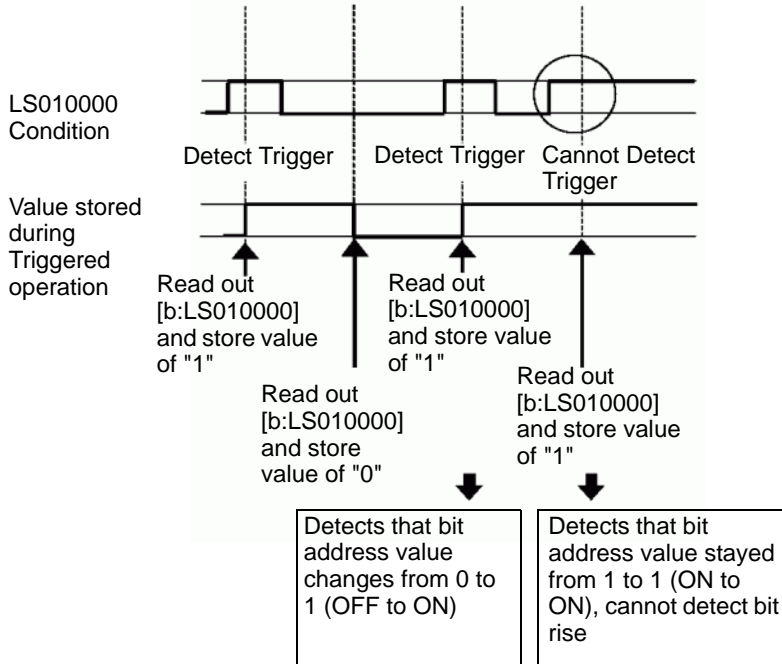 LS010000
Condition
Detect Trigger
Detect Trigger
Cannot Detect
Trigger
Value stored
during
Triggered
operation
Read out
[b:LS010000]
and store value
of "1"
Read out
[b:LS010000]
and store
value of "0"
Read out
[b:LS010000]
and store value
of "1"
Read out
[b:LS010000]
and store value
of "1"
Detects that bit
address value
changes from 0 to
1 (OFF to ON)
Detects that bit
address value stayed
from 1 to 1 (ON to
ON), cannot detect bit
rise